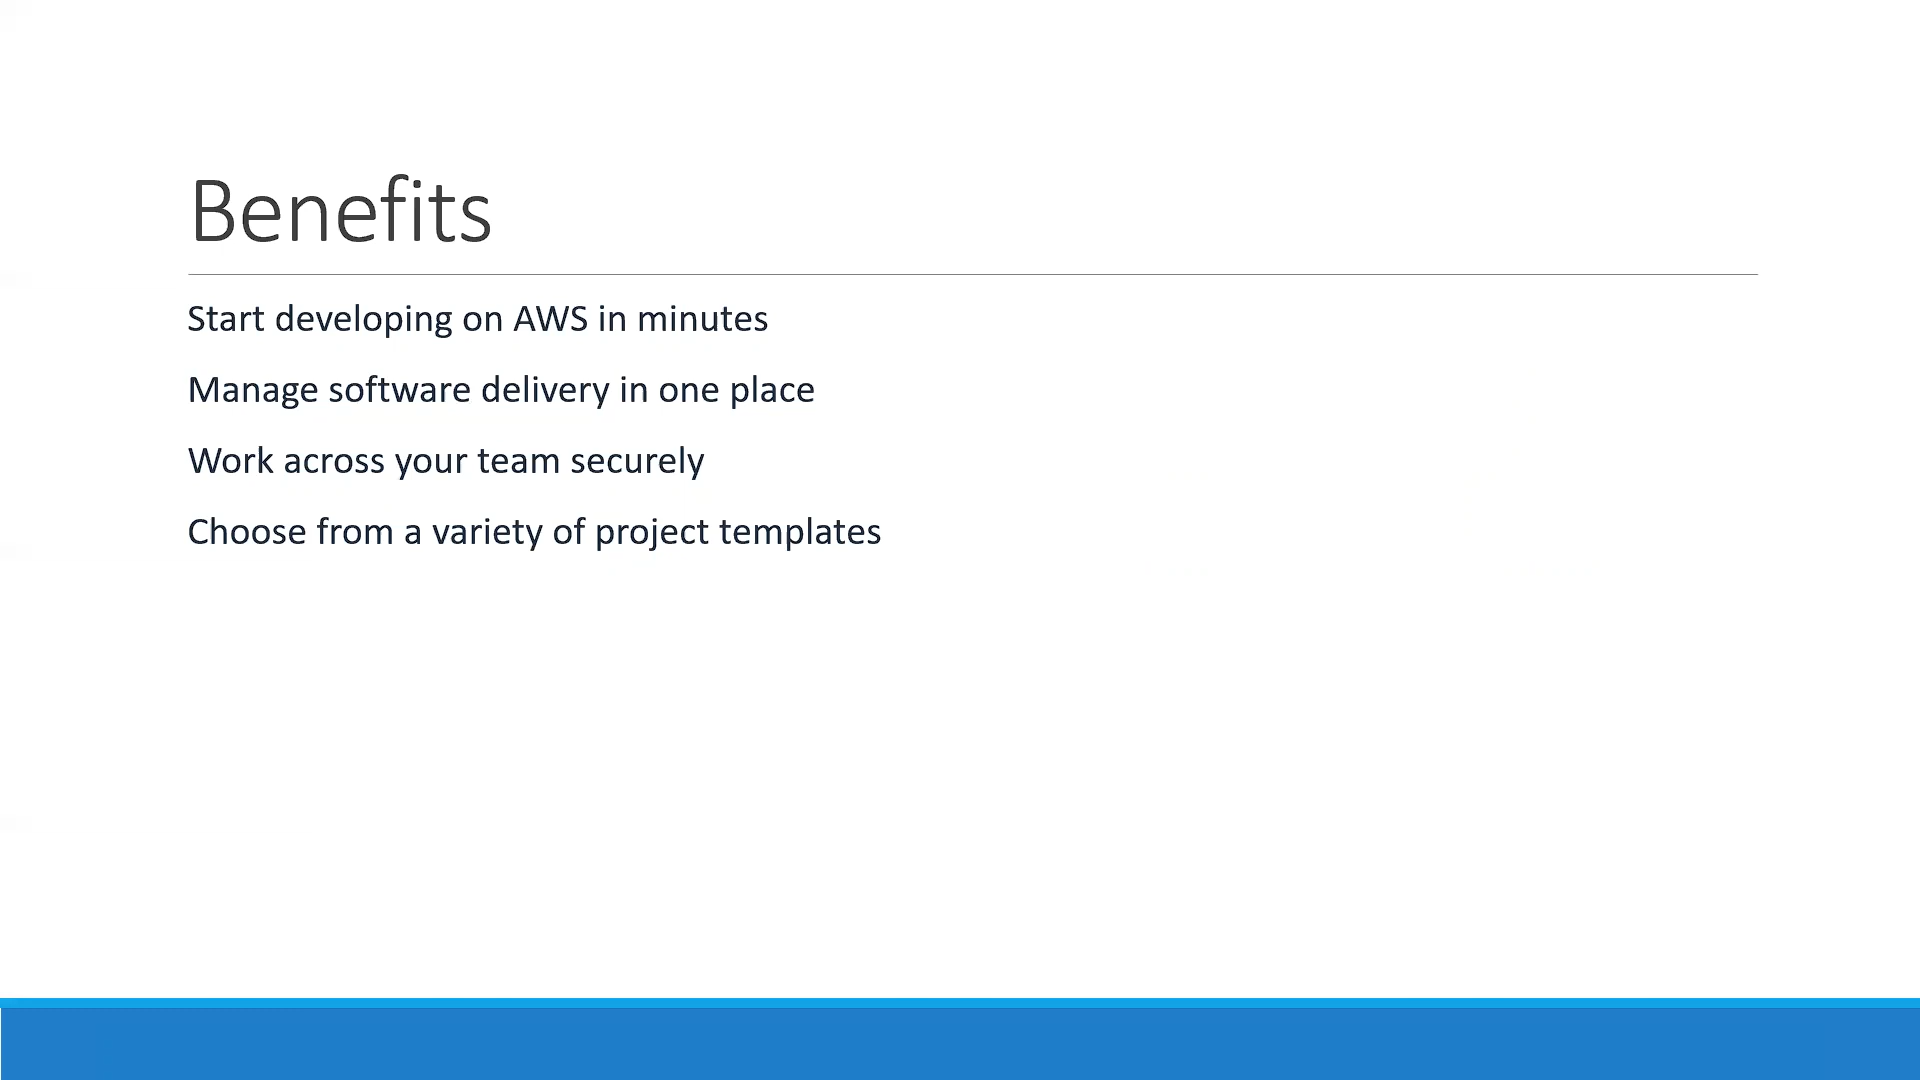 Benefits
Start developing on AWS in minutes
Manage software delivery in one place
Work across your team securely
Choose from a variety of project templates